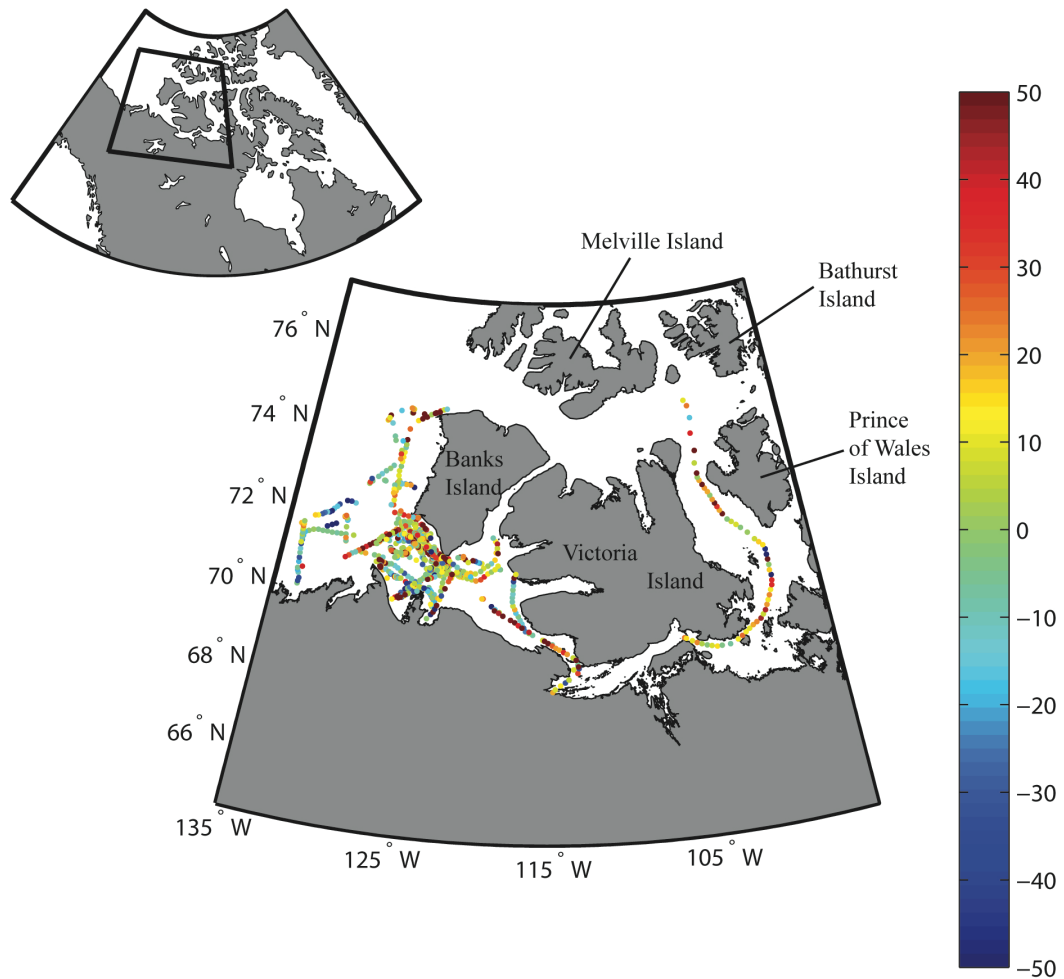 Melville Island
Bathurst
Island
Prince
of Wales
Island
Banks
Island
Victoria
Island
76° N
74° N
72° N
70° N
68° N
66° N
135° W
125° W
115° W
105° W
50
40
30
20
10
0
−10
−20
−30
−40
−50